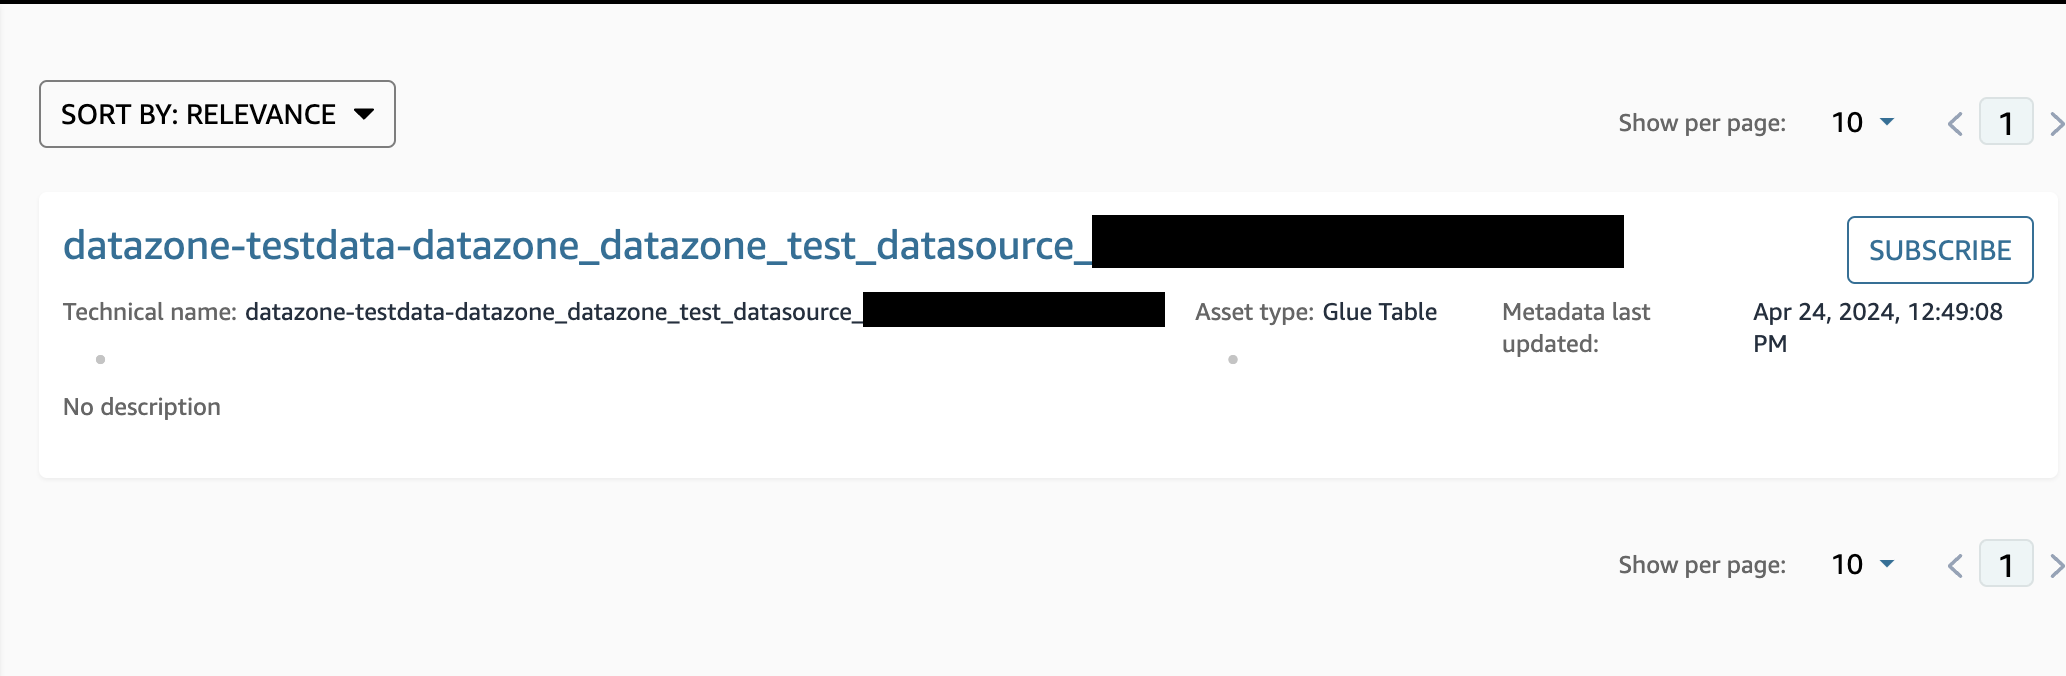 SORT BY: RELEVANCE
Show per page: 10 1
datazone-testdata-datazone_datazone_test_datasource_
SUBSCRIBE
Technical name: datazone-testdata-datazone_datazone_test_datasource_
Asset type: Glue Table
Metadata last
updated:
Apr 24, 2024, 12:49:08
PM
No description
Show per page: 10 1